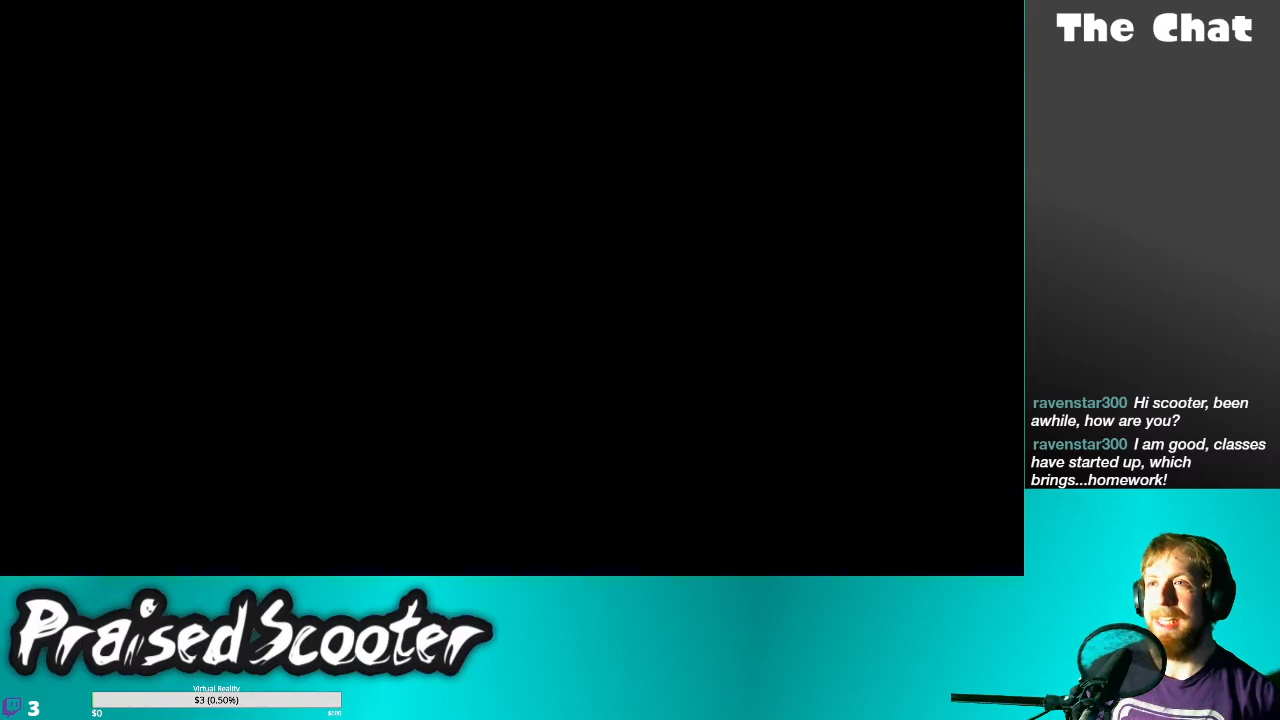 The Chat
ravenstar300 Hi scooter, been
awhile, how are you?
ravenstar300 I am good, classes
have started up, which
brings...homework!
PraisedScooter
Virtual Reality
$3 (0.50%)
3
$0
$600